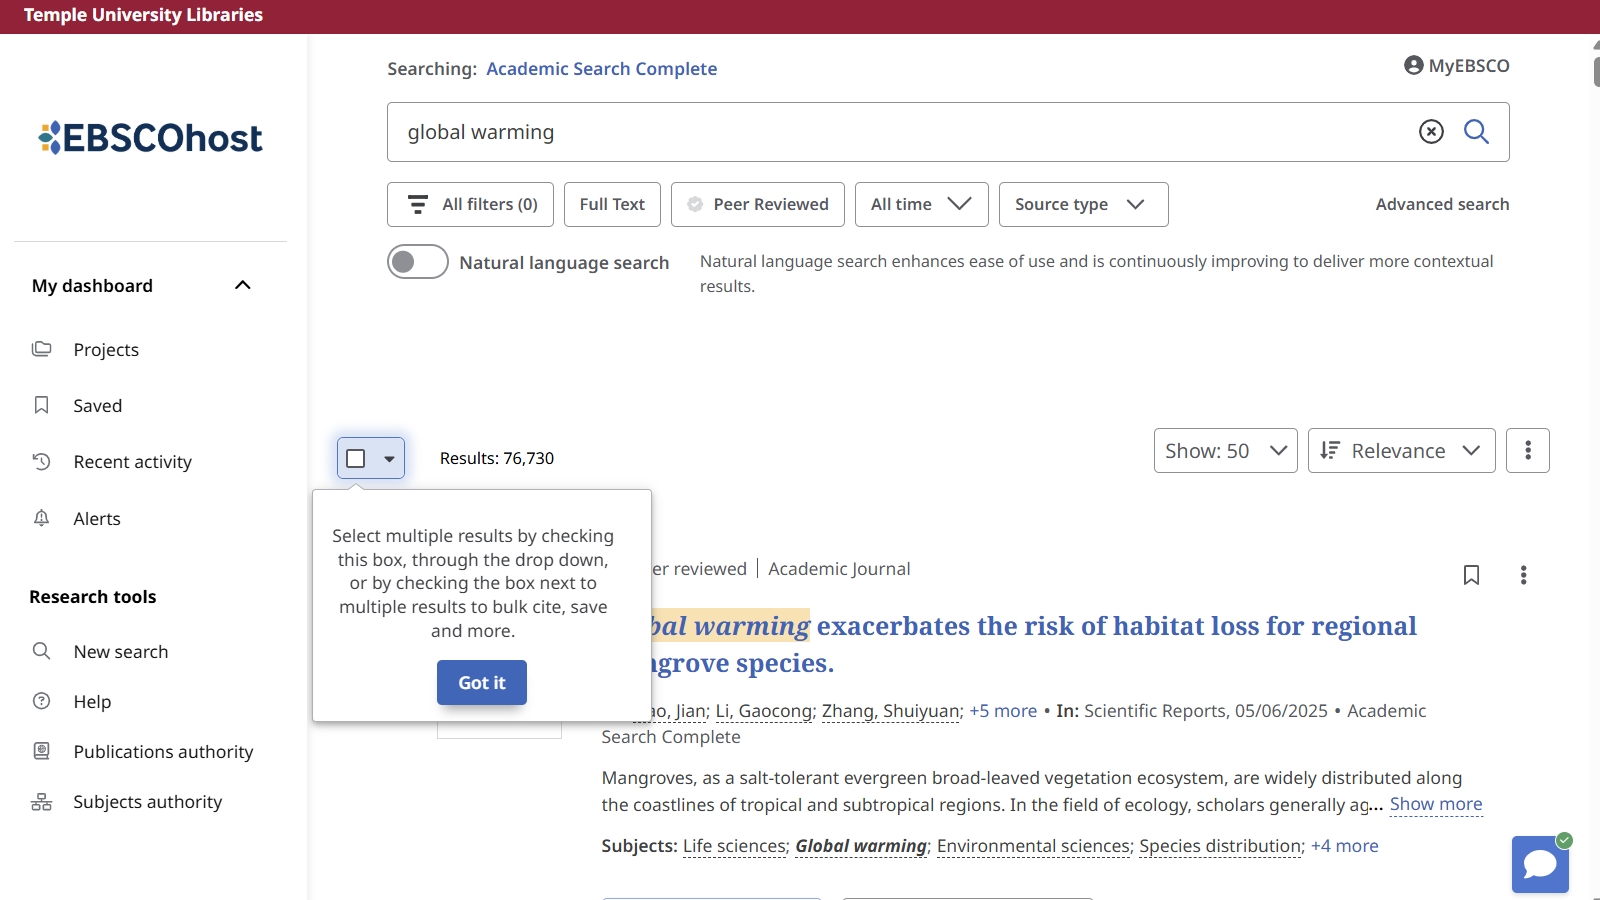 Temple University Libraries
EBSCOhost
My dashboard
Projects
Saved
Recent activity
Alerts
Research tools
New search
Help
Publications authority
Subjects authority
Searching: Academic Search Complete
MyEBSCO
global warming
All filters (0)
Full Text
Peer Reviewed
All time
Source type
Advanced search
Natural language search
Natural language search enhances ease of use and is continuously improving to deliver more contextual
results.
Results: 76,730
Show: 50
Relevance
Select multiple results by checking
this box, through the drop down,
or by checking the box next to
multiple results to bulk cite, save
and more.
Got it
er reviewed | Academic Journal
bal warming exacerbates the risk of habitat loss for regional
ngrove species.
ao, Jian; Li, Gaocong; Zhang, Shuiyuan; +5 more • In: Scientific Reports, 05/06/2025 • Academic
Search Complete
Mangroves, as a salt-tolerant evergreen broad-leaved vegetation ecosystem, are widely distributed along
the coastlines of tropical and subtropical regions. In the field of ecology, scholars generally ag... Show more
Subjects: Life sciences; Global warming; Environmental sciences; Species distribution; +4 more